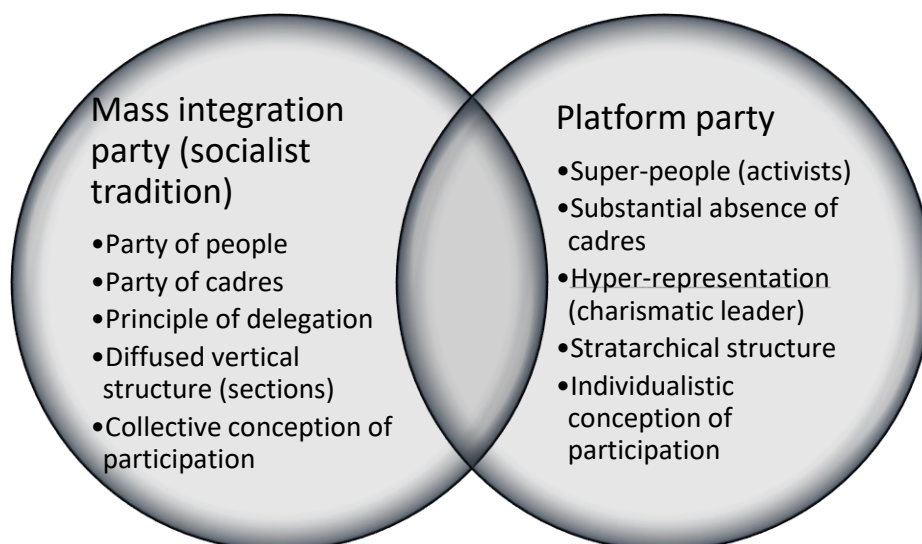 Mass integration
party (socialist
tradition)
•Party of people
•Party of cadres
•Principle of delegation
•Diffused vertical
structure (sections)
•Collective conception of
participation
Platform party
•Super-people (activists)
•Substantial absence of
cadres
•Hyper-representation
(charismatic leader)
•Stratarchical structure
•Individualistic
conception of
participation